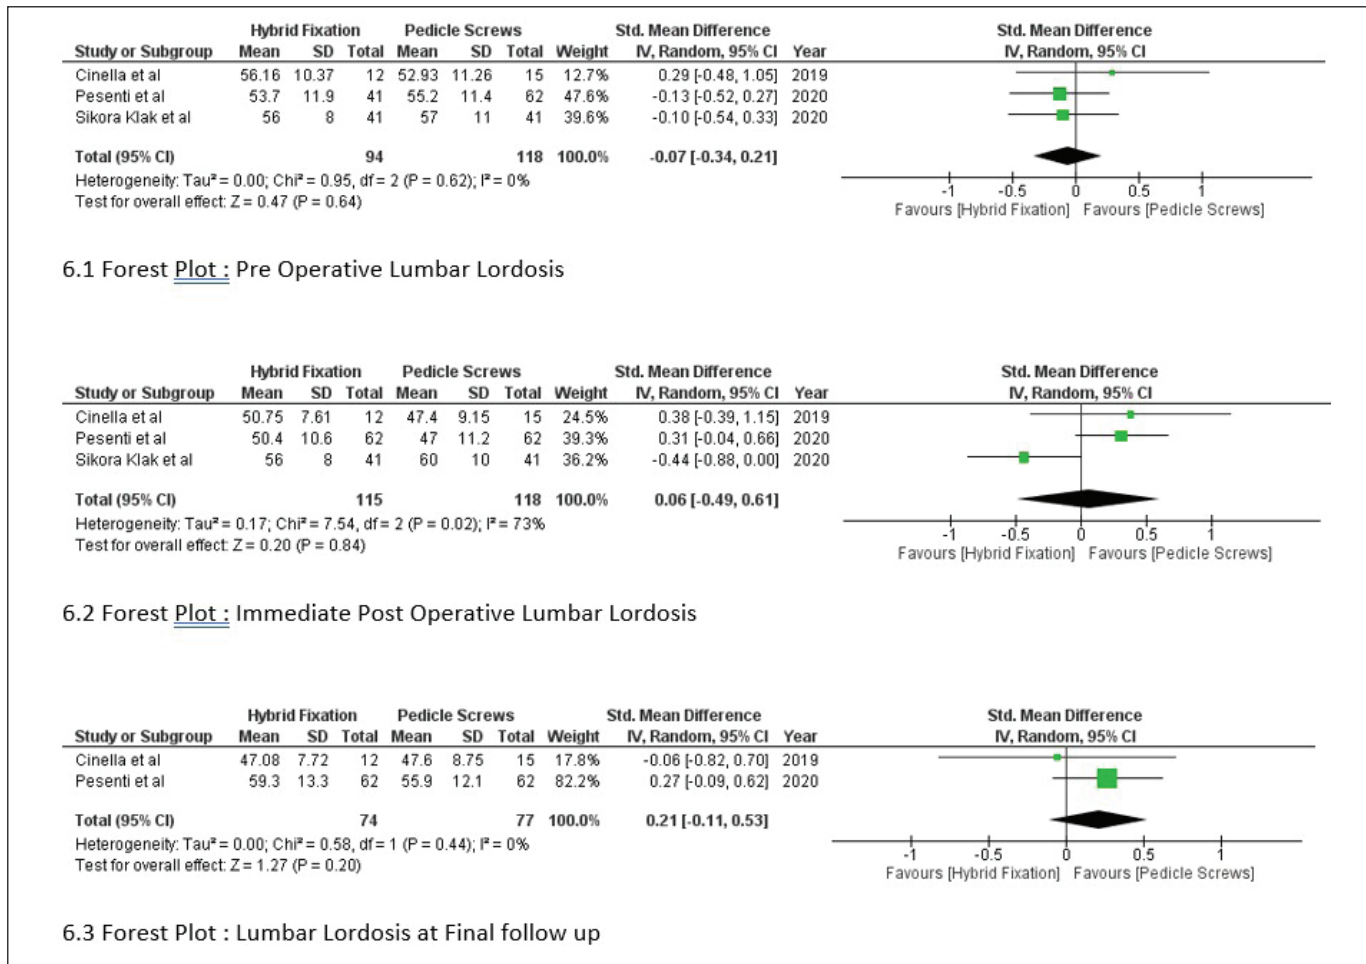 Hybrid Fixation Pedicle Screws Std. Mean Difference Std. Mean Difference
Study or Subgroup Mean SD Total Mean SD Total Weight IV, Random, 95% CI Year IV, Random, 95% CI
Cinella et al 56.16 10.37 12 52.93 11.26 15 12.7% 0.29 [-0.48, 1.05] 2019
Pesenti et al 53.7 11.9 41 55.2 11.4 62 47.6% -0.13 [-0.52, 0.27] 2020
Sikora Klak et al 56 8 41 57 11 41 39.6% -0.10 [-0.54, 0.33] 2020
Total (95% CI) 94 118 100.0% -0.07 [-0.34, 0.21]
Heterogeneity: Tau² = 0.00; Chi² = 0.95, df = 2 (P = 0.62); I² = 0%
Test for overall effect: Z = 0.47 (P = 0.64)
-1 -0.5 0 0.5 1
Favours [Hybrid Fixation] Favours [Pedicle Screws]
6.1 Forest Plot : Pre Operative Lumbar Lordosis
Hybrid Fixation Pedicle Screws Std. Mean Difference Std. Mean Difference
Study or Subgroup Mean SD Total Mean SD Total Weight IV, Random, 95% CI Year IV, Random, 95% CI
Cinella et al 50.75 7.61 12 47.4 9.15 15 24.5% 0.38 [-0.39, 1.15] 2019
Pesenti et al 50.4 10.6 62 47 11.2 62 39.3% 0.31 [-0.04, 0.66] 2020
Sikora Klak et al 56 8 41 60 10 41 36.2% -0.44 [-0.88, 0.00] 2020
Total (95% CI) 115 118 100.0% 0.06 [-0.49, 0.61]
Heterogeneity: Tau² = 0.17; Chi² = 7.54, df = 2 (P = 0.02); I² = 73%
Test for overall effect: Z = 0.20 (P = 0.84)
-1 -0.5 0 0.5 1
Favours [Hybrid Fixation] Favours [Pedicle Screws]
6.2 Forest Plot : Immediate Post Operative Lumbar Lordosis
Hybrid Fixation Pedicle Screws Std. Mean Difference Std. Mean Difference
Study or Subgroup Mean SD Total Mean SD Total Weight IV, Random, 95% CI Year IV, Random, 95% CI
Cinella et al 47.08 7.72 12 47.6 8.75 15 17.8% -0.06 [-0.82, 0.70] 2019
Pesenti et al 59.3 13.3 62 55.9 12.1 62 82.2% 0.27 [-0.09, 0.62] 2020
Total (95% CI) 74 77 100.0% 0.21 [-0.11, 0.53]
Heterogeneity: Tau² = 0.00; Chi² = 0.58, df = 1 (P = 0.44); I² = 0%
Test for overall effect: Z = 1.27 (P = 0.20)
-1 -0.5 0 0.5 1
Favours [Hybrid Fixation] Favours [Pedicle Screws]
6.3 Forest Plot : Lumbar Lordosis at Final follow up